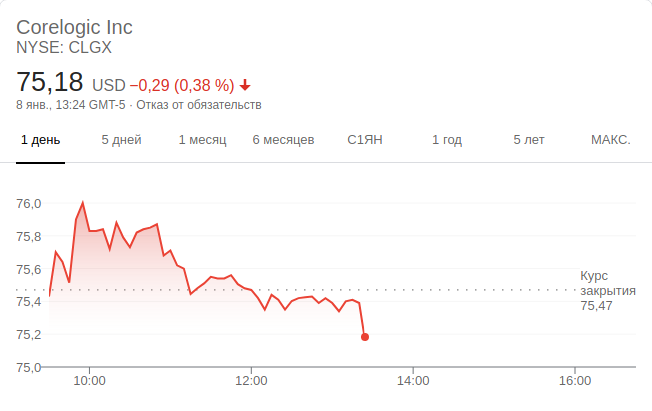 Corelogic Inc
NYSE: CLGX
75,18 USD −0,29 (0,38 %)
8 янв., 13:24 GMT-5 · Отказ от обязательств
1 день 5 дней 1 месяц 6 месяцев С1ЯН 1 год 5 лет МАКС.
76,0
75,8
75,6
Курс
закрытия
75,47
75,4
75,2
75,0
10:00 12:00 14:00 16:00